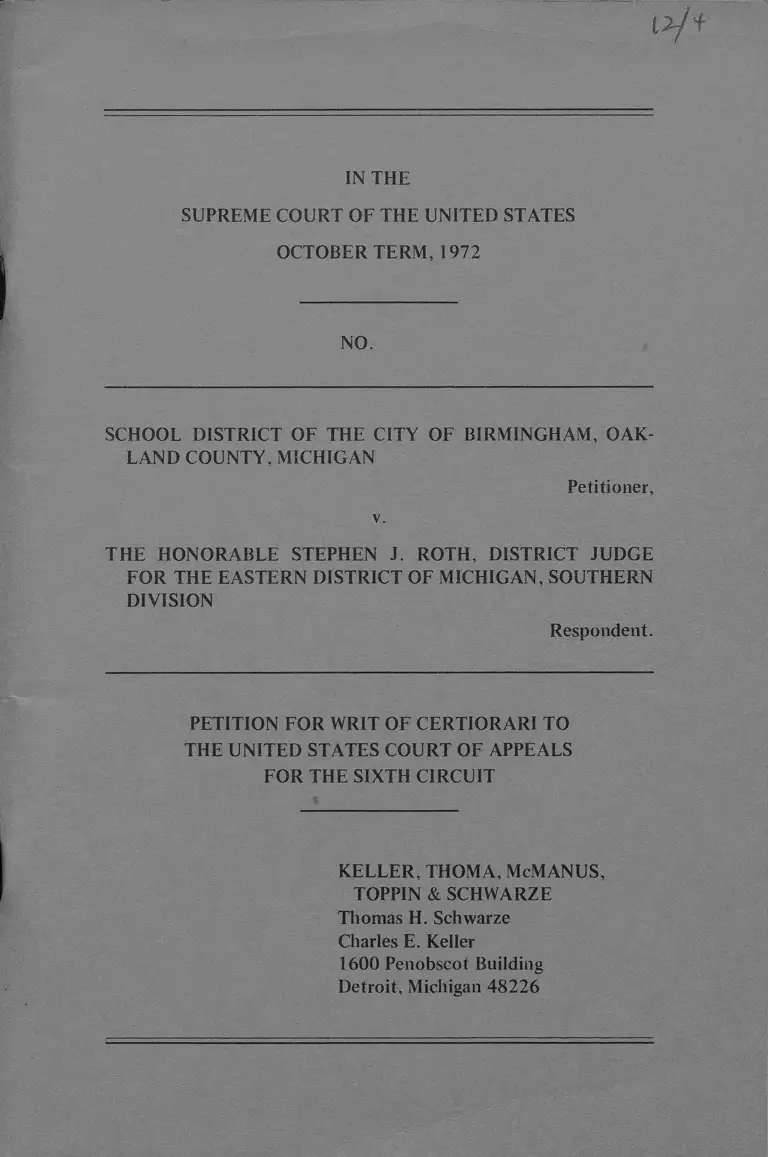 12/4
IN THE
SUPREME COURT OF THE UNITED STATES
OCTOBER TERM, 1972
NO.
SCHOOL DISTRICT OF THE CITY OF BIRMINGHAM, OAK-
LAND COUNTY, MICHIGAN
Petitioner,
v.
THE HONORABLE STEPHEN J. ROTH, DISTRICT JUDGE
FOR THE EASTERN DISTRICT OF MICHIGAN, SOUTHERN
DIVISION
Respondent.
PETITION FOR WRIT OF CERTIORARI TO
THE UNITED STATES COURT OF APPEALS
FOR THE SIXTH CIRCUIT
KELLER, THOMA, McMANUS,
TOPPIN & SCHWARZE
Thomas H. Schwarze
Charles E. Keller
1600 Penobscot Building
Detroit, Michigan 48226